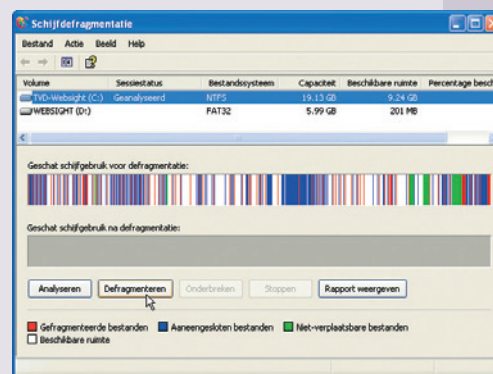 Schijfdefragmentatie
Bestand Actie Beeld Help
Volume Sessiestatus Bestandssysteem Capaciteit Beschikbare ruimte Percentage besch
TVD-Websight (C:) Geanalyseerd NTFS 19.13 GB 9.24 GB
WEBSIGHT (D:) FAT32 5.99 GB 201 MB
Geschat schijfgebruik voor defragmentatie:
Geschat schijfgebruik na defragmentatie:
Analyseren Defragmenteren Onderbreken Stoppen Rapport weergeven
Gefragmenteerde bestanden Aaneengesloten bestanden Niet-verplaatsbare bestanden
Beschikbare ruimte